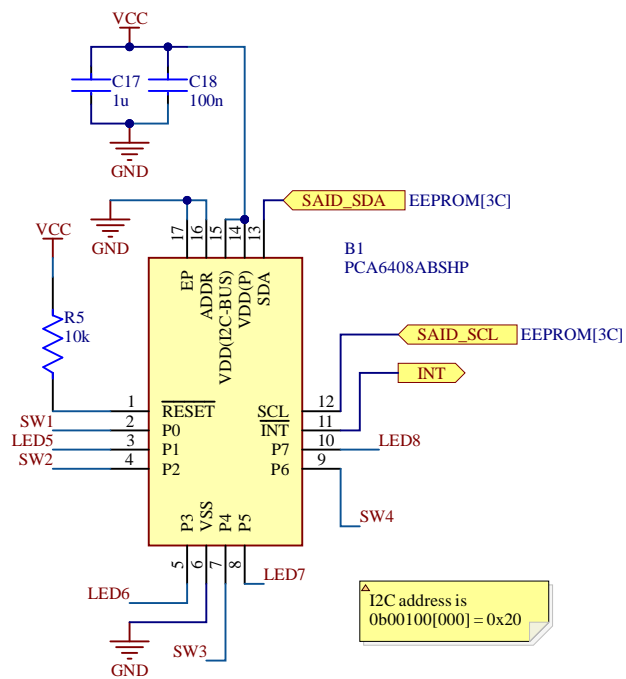 VCC
C17
1u
C18
100n
GND
SAID_SDA
EEPROM[3C]
GND
17
16
15
14
13
B1
PCA6408ABSHP
VCC
EP
ADDR
VDD(I2C-BUS)
VDD(P)
SDA
R5
10k
SAID_SCL
EEPROM[3C]
INT
1
RESET
SCL
12
SW1
2
P0
INT
11
LED5
3
P1
P7
10
LED8
SW2
4
P2
P6
9
SW4
P3
VSS
P4
P5
5
6
7
8
LED7
LED6
SW3
GND
I2C address is
0b00100[000] = 0x20